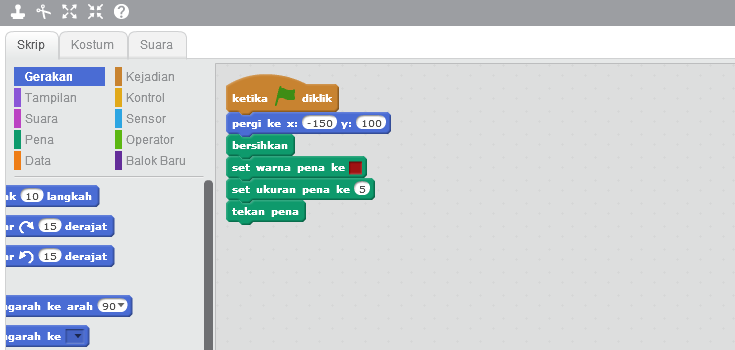 Skrip Kostum Suara
Gerakan Kejadian
Tampilan Kontrol
Suara Sensor
Pena Operator
Data Balok Baru
10 langkah
15 derajat
15 derajat
ke arah 90
ke
ketika diklik
pergi ke x: -150 y: 100
bersihkan
set warna pena ke
set ukuran pena ke 5
tekan pena